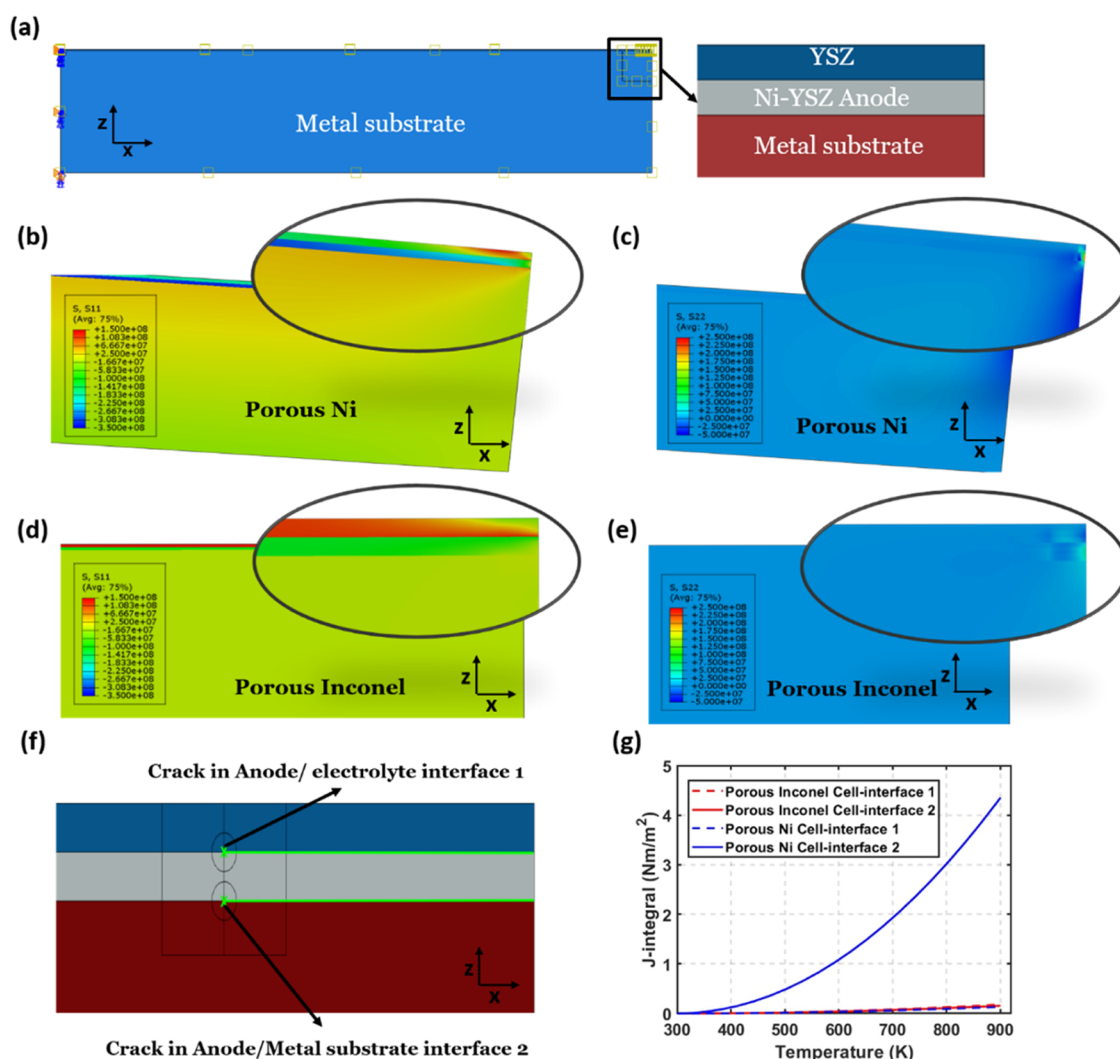 (a)
z
x
Metal substrate
YSZ
Ni-YSZ Anode
Metal substrate
(b)
S, S11
(Avg: 75%)
+1.500e+08
+1.083e+08
+6.667e+07
+2.500e+07
-1.667e+07
-5.833e+07
-1.000e+08
-1.417e+08
-1.833e+08
-2.250e+08
-2.667e+08
-3.083e+08
-3.500e+08
Porous Ni
z
x
(c)
S, S22
(Avg: 75%)
+2.500e+08
+2.250e+08
+2.000e+08
+1.750e+08
+1.500e+08
+1.250e+08
+1.000e+08
+7.500e+07
+5.000e+07
+2.500e+07
+0.000e+00
-2.500e+07
-5.000e+07
Porous Ni
z
x
(d)
S, S11
(Avg: 75%)
+1.500e+08
+1.083e+08
+6.667e+07
+2.500e+07
-1.667e+07
-5.833e+07
-1.000e+08
-1.417e+08
-1.833e+08
-2.250e+08
-2.667e+08
-3.083e+08
-3.500e+08
Porous Inconel
z
x
(e)
S, S22
(Avg: 75%)
+2.500e+08
+2.250e+08
+2.000e+08
+1.750e+08
+1.500e+08
+1.250e+08
+1.000e+08
+7.500e+07
+5.000e+07
+2.500e+07
+0.000e+00
-2.500e+07
-5.000e+07
Porous Inconel
z
x
(f)
Crack in Anode/ electrolyte interface 1
z
x
Crack in Anode/Metal substrate interface 2
(g)
J-integral (Nm/m²)
5
4
3
2
1
0
Porous Inconel Cell-interface 1
Porous Inconel Cell-interface 2
Porous Ni Cell-interface 1
Porous Ni Cell-interface 2
300 400 500 600 700 800 900
Temperature (K)